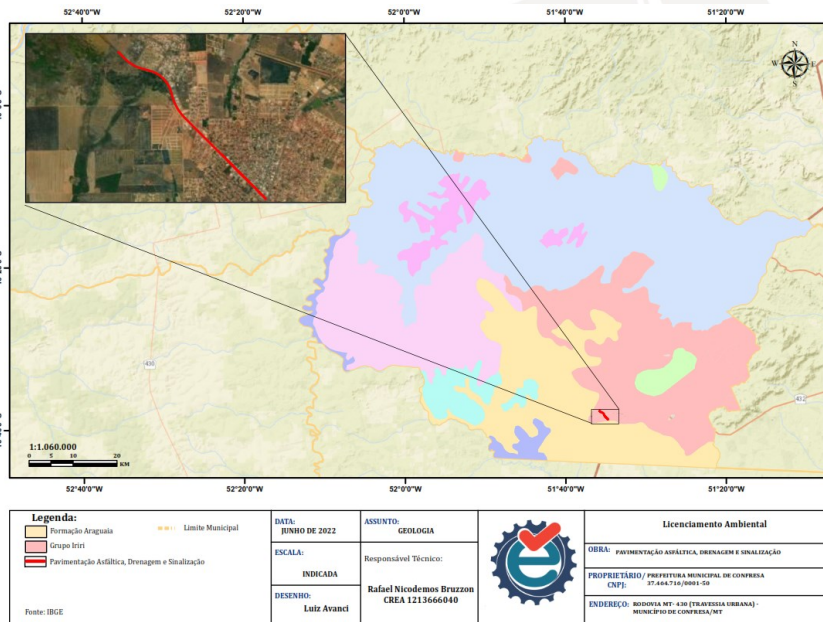 52°40'0"W 52°20'0"W 52°0'0"W 51°40'0"W 51°20'0"W
N
W E
S
430
432
1:1.060.000
0 5 10 20
KM
52°40'0"W 52°20'0"W 52°0'0"W 51°40'0"W 51°20'0"W
Legenda:
Formação Araguaia
Limite Municipal
Grupo Iriri
Pavimentação Asfáltica, Drenagem e Sinalização
Fonte: IBGE
DATA:
JUNHO DE 2022
ESCALA:
INDICADA
DESENHO:
Luiz Avanci
ASSUNTO:
GEOLOGIA
Responsável Técnico:
Rafael Nicodemos Bruzzon
CREA 1213666040
Licenciamento Ambiental
OBRA: PAVIMENTAÇÃO ASFÁLTICA, DRENAGEM E SINALIZAÇÃO
PROPRIETÁRIO/ PREFEITURA MUNICIPAL DE CONFRESA
CNPJ: 37.464.716/0001-50
ENDEREÇO: RODOVIA MT- 430 (TRAVESSIA URBANA) -
MUNICÍPIO DE CONFRESA/MT